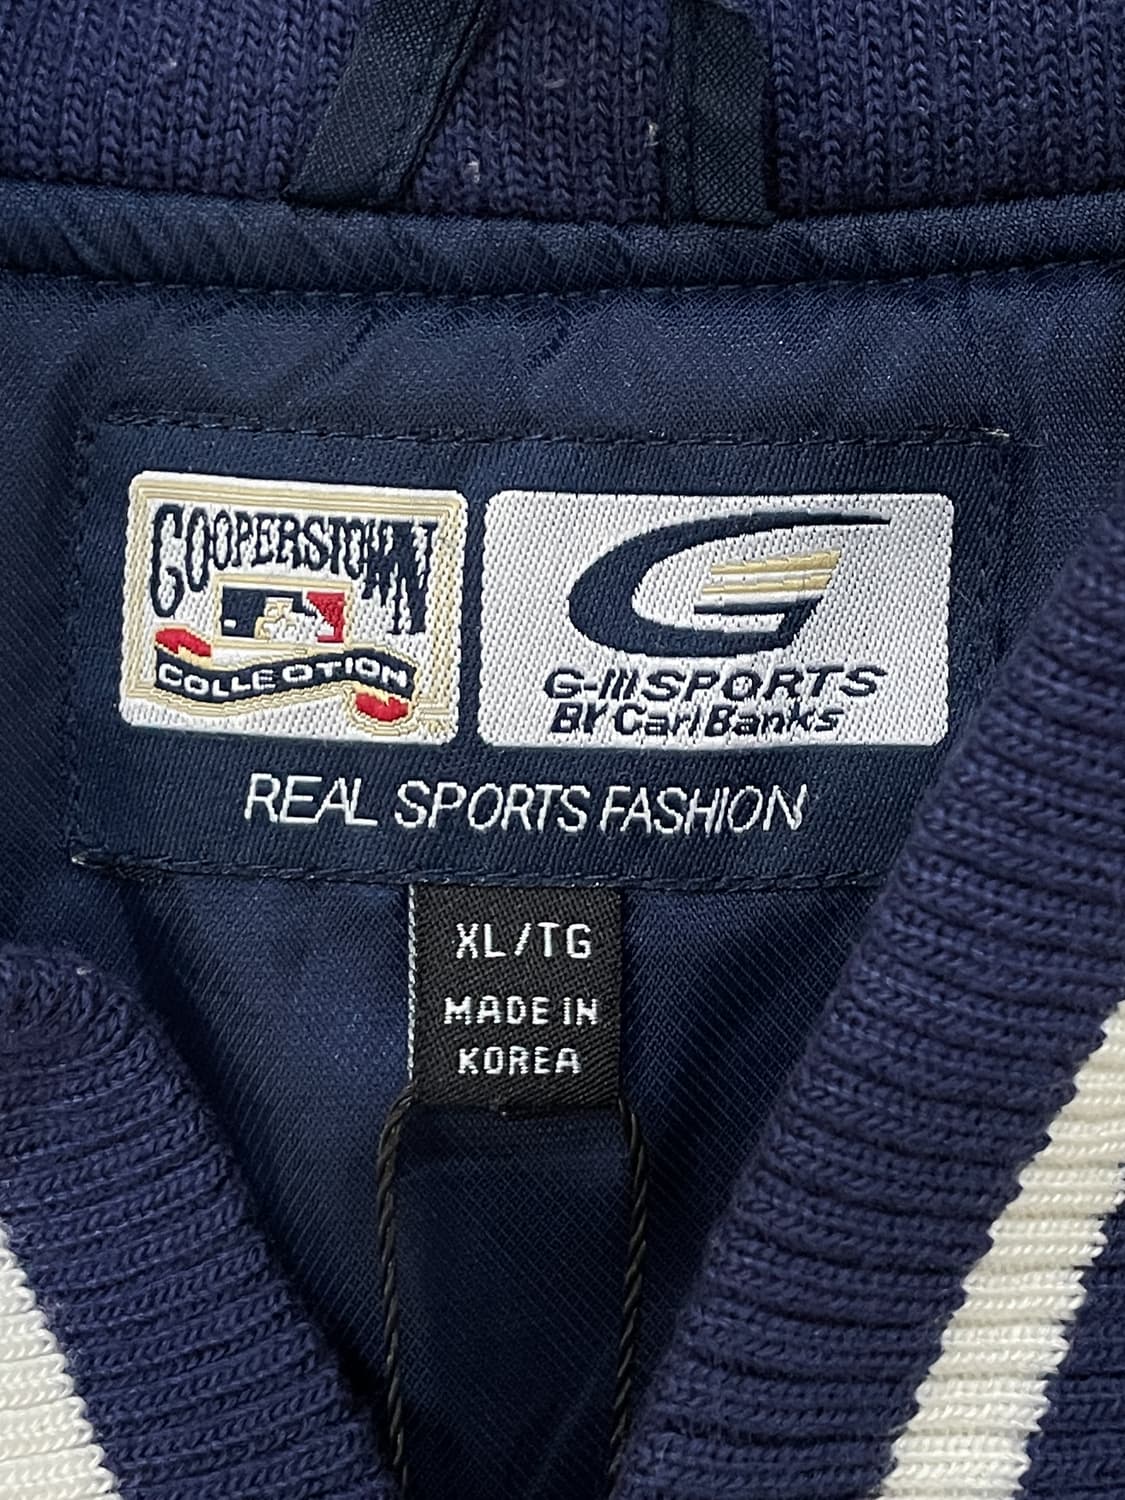 COOPERSTOWN
COLLECTION
G-III SPORTS
BY Carl Banks
REAL SPORTS FASHION
XL/TG
MADE IN
KOREA